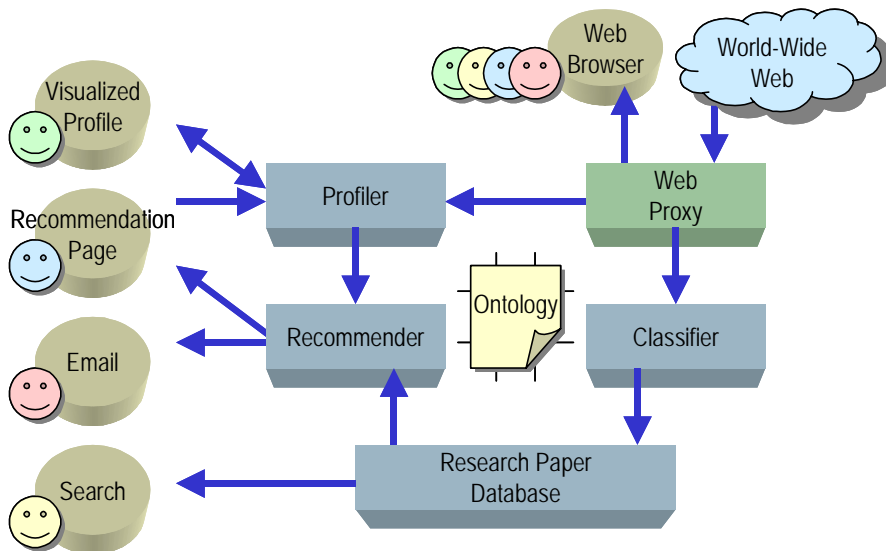 Web
Browser
World-Wide
Web
Visualized
Profile
Profiler
Web
Proxy
Recommendation
Page
Ontology
Recommender
Classifier
Email
Research Paper
Database
Search